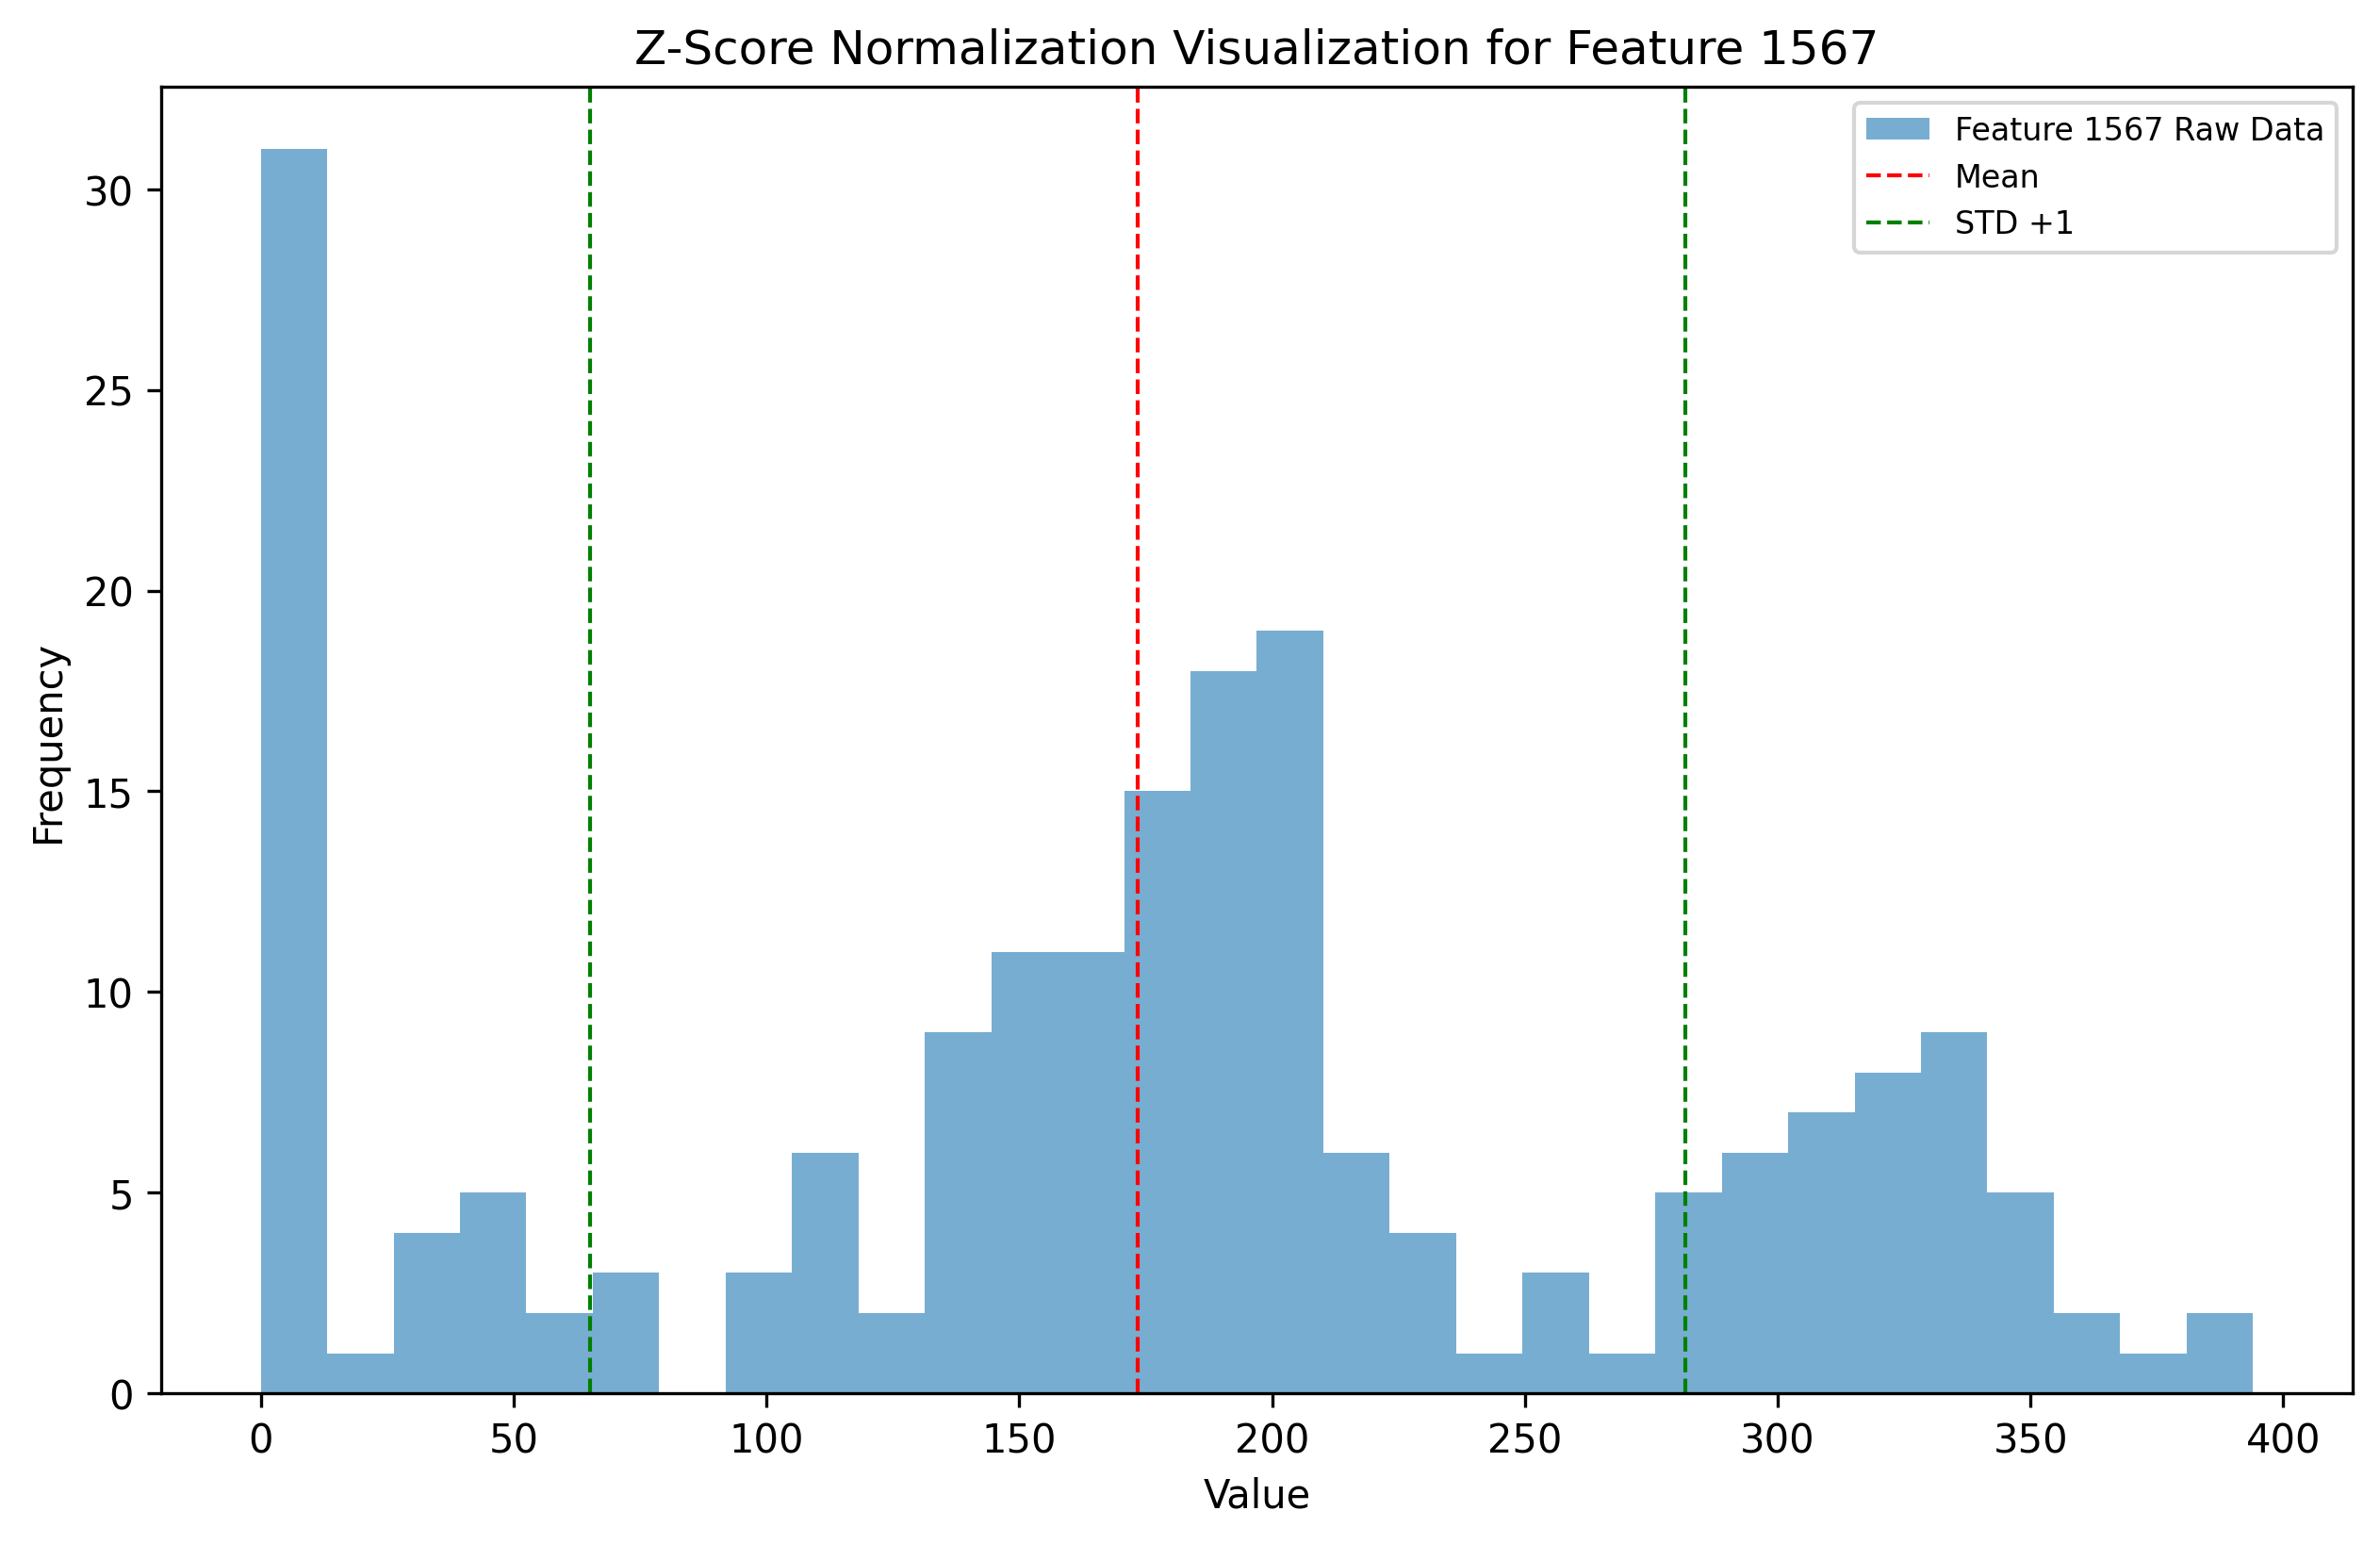 Z-Score Normalization Visualization for Feature 1567
Feature 1567 Raw Data
Mean
STD +1
30
25
20
15
10
5
0
Frequency
0 50 100 150 200 250 300 350 400
Value